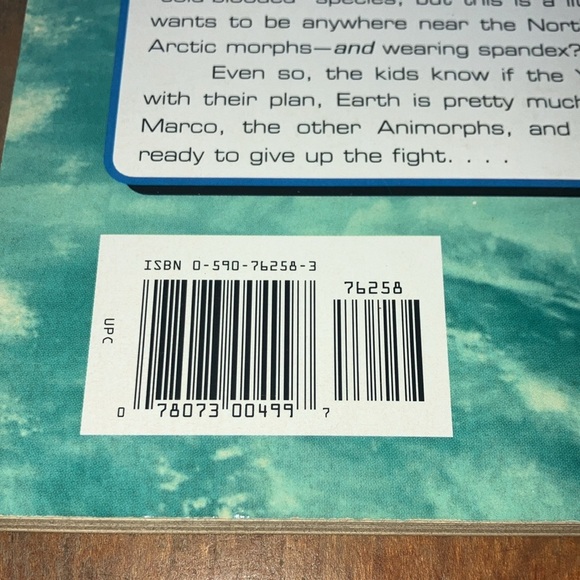 wants to be anywhere near the
Arctic morphs—and wearing spandex?
Even so, the kids know if the
with their plan, Earth is pretty much
Marco, the other Animorphs, and
ready to give up the fight. . . .
ISBN 0-590-76258-3
76258
UPC
0 78073 00499 7